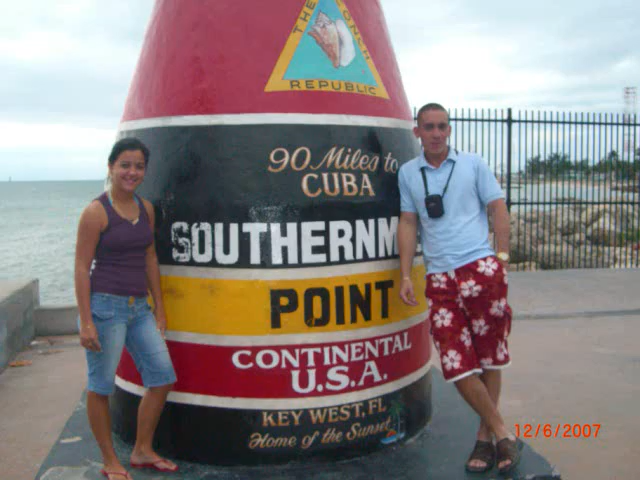 THE CONCH
REPUBLIC
90 Miles to
CUBA
SOUTHERNM
POINT
CONTINENTAL
U.S.A.
KEY WEST, FL
Home of the Sunset
12/6/2007